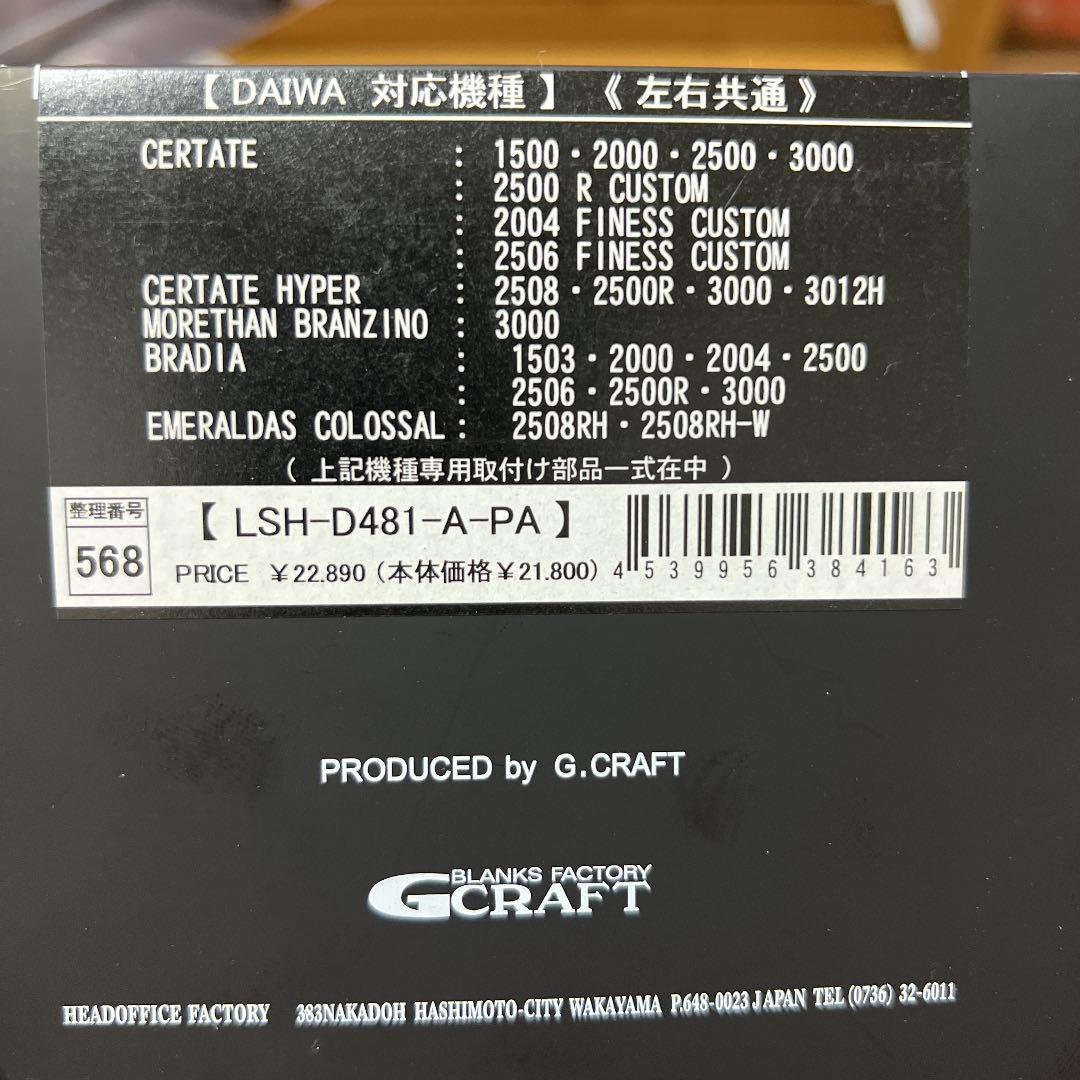 【 DAIWA 対応機種 】 《 左右共通 》
CERTATE : 1500・2000・2500・3000
: 2500 R CUSTOM
: 2004 FINESS CUSTOM
: 2506 FINESS CUSTOM
CERTATE HYPER : 2508・2500R・3000・3012H
MORETHAN BRANZINO : 3000
BRADIA : 1503・2000・2004・2500
: 2506・2500R・3000
EMERALDAS COLOSSAL : 2508RH・2508RH-W
( 上記機種専用取付け部品一式在中 )
整理番号
568
【 LSH-D481-A-PA 】
PRICE ￥22.890 (本体価格￥21.800)
4 539956 384163
PRODUCED by G.CRAFT
BLANKS FACTORY
GCRAFT
HEADOFFICE FACTORY 383NAKADOH HASHIMOTO-CITY WAKAYAMA P.648-0023 JAPAN TEL (0736) 32-6011